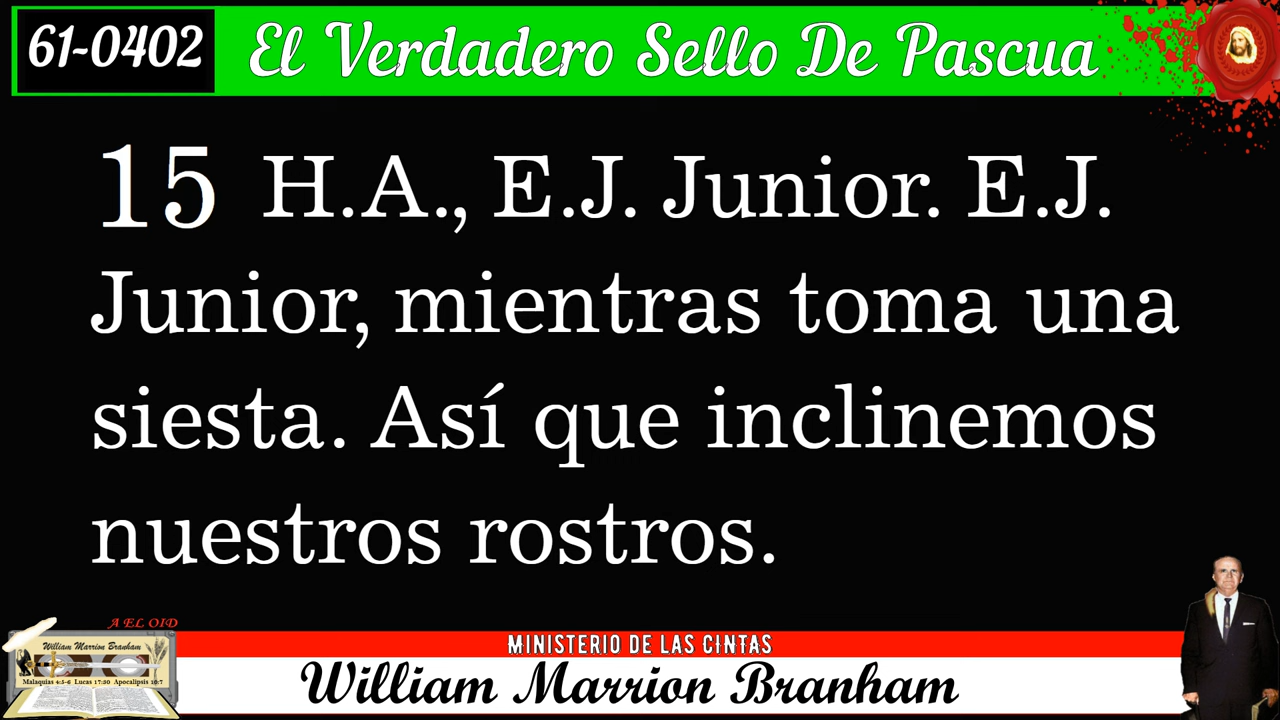 61-0402 El Verdadero Sello De Pascua
15 H.A., E.J. Junior. E.J.
Junior, mientras toma una
siesta. Así que inclinemos
nuestros rostros.
A EL OID
William Marrion Branham
Malaquias 4:5-6 Lucas 17:30 Apocalipsis 10:7
MINISTERIO DE LAS CINTAS
William Marrion Branham